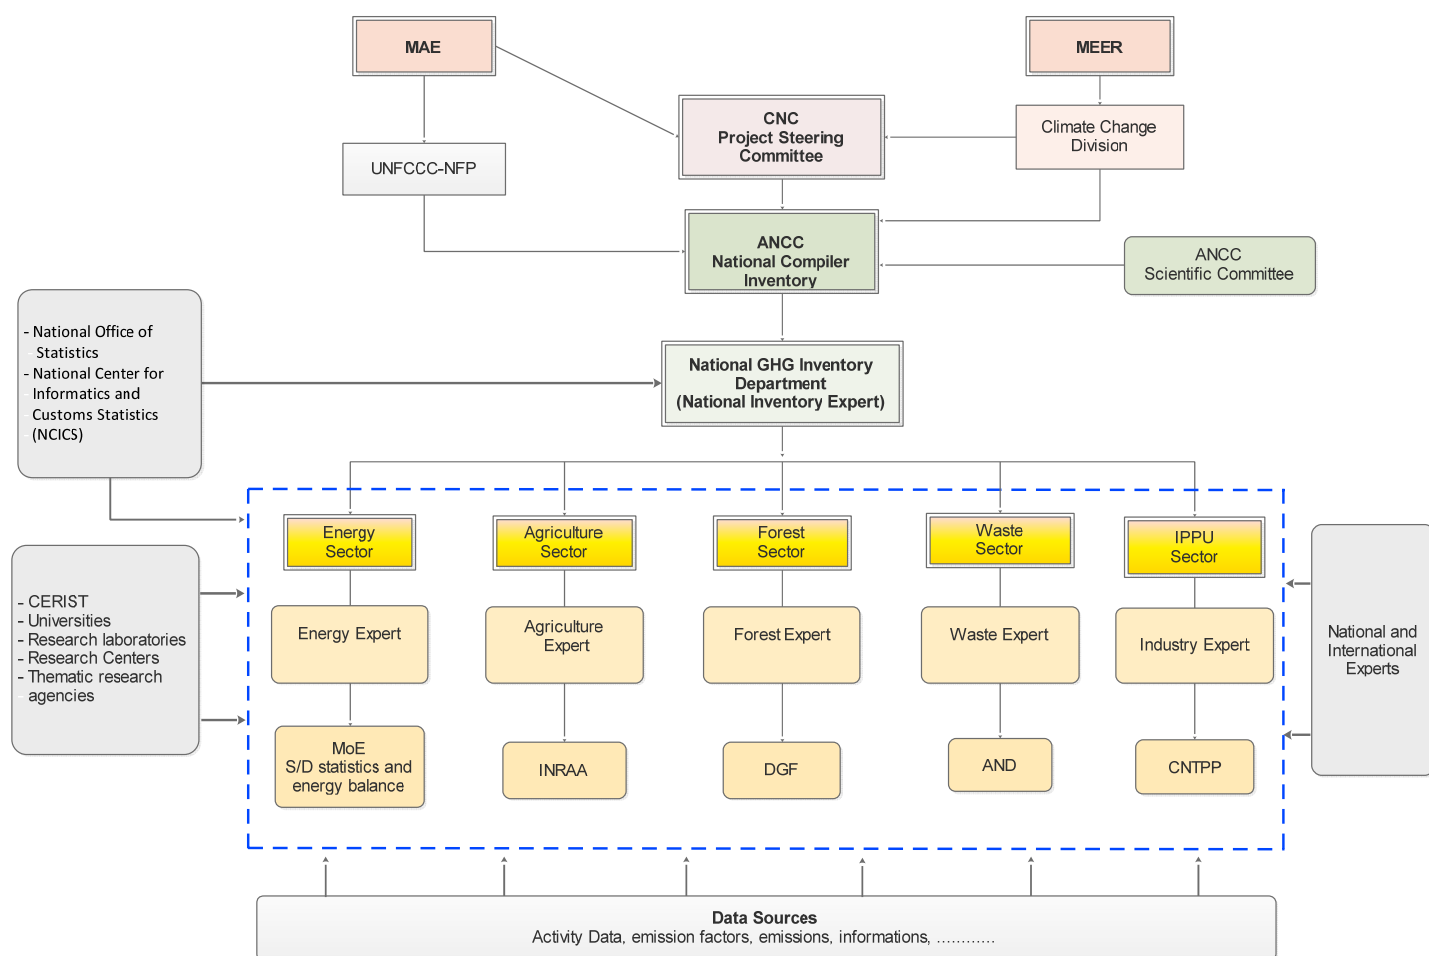 MAE
MEER
CNC
Project Steering
Committee
Climate Change
Division
UNFCCC-NFP
ANCC
National Compiler
Inventory
ANCC
Scientific Committee
- National Office of
- Statistics
- National Center for
- Informatics and
- Customs Statistics
- (NCICS)
National GHG Inventory
Department
(National Inventory Expert)
Energy
Sector
Agriculture
Sector
Forest
Sector
Waste
Sector
IPPU
Sector
- CERIST
- Universities
- Research laboratories
- Research Centers
- Thematic research
- agencies
Energy Expert
Agriculture
Expert
Forest Expert
Waste Expert
Industry Expert
National and
International
Experts
MoE
S/D statistics and
energy balance
INRAA
DGF
AND
CNTPP
Data Sources
Activity Data, emission factors, emissions, informations, ............